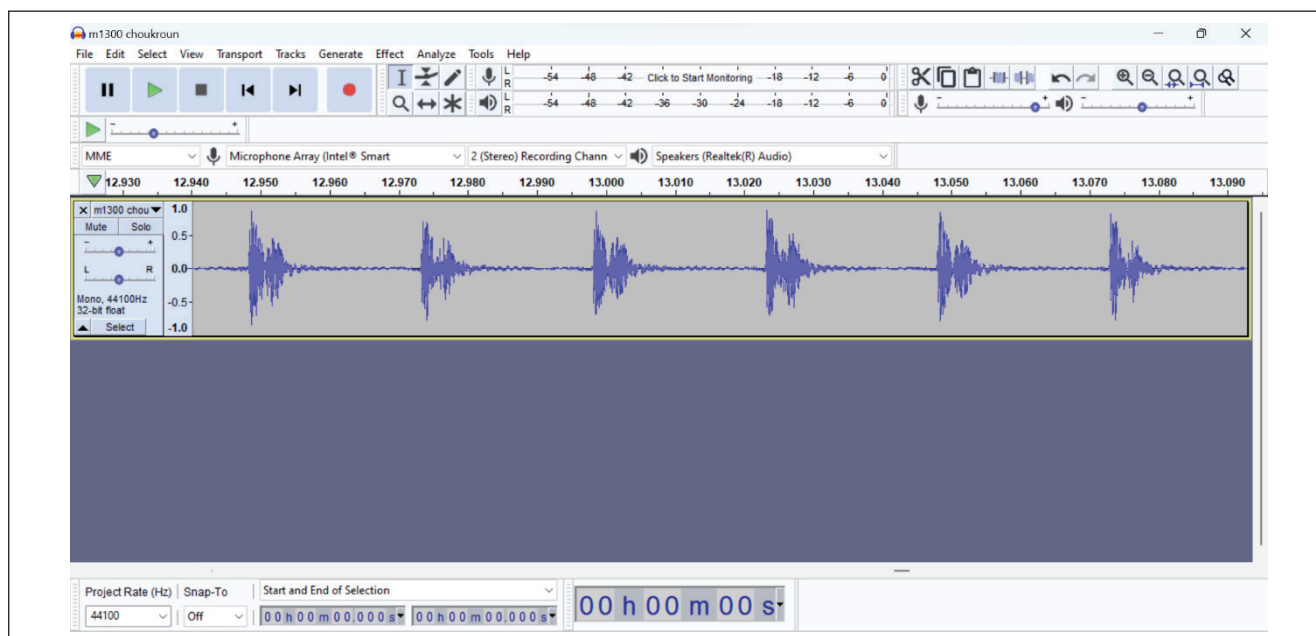 m1300 choukroun
File Edit Select View Transport Tracks Generate Effect Analyze Tools Help
L -54 -48 -42 Click to Start Monitoring -18 -12 -6 0
R
L -54 -48 -42 -36 -30 -24 -18 -12 -6 0
R
MME Microphone Array (Intel® Smart 2 (Stereo) Recording Chann Speakers (Realtek(R) Audio)
12.930 12.940 12.950 12.960 12.970 12.980 12.990 13.000 13.010 13.020 13.030 13.040 13.050 13.060 13.070 13.080 13.090
m1300 chou 1.0
Mute Solo
- + 0.5
L R 0.0
Mono, 44100Hz
32-bit float -0.5
Select -1.0
Project Rate (Hz) Snap-To Start and End of Selection
44100 Off 00 h 00 m 00.000 s 00 h 00 m 00.000 s 00 h 00 m 00 s